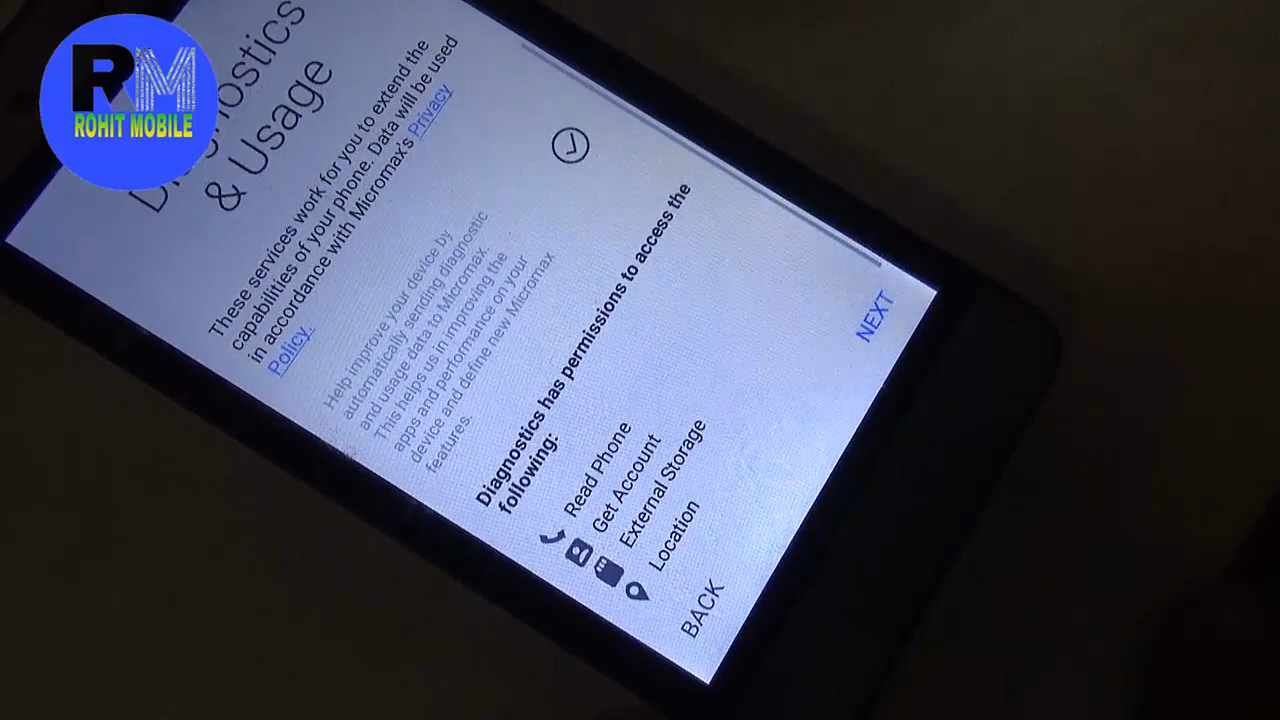 RM
ROHIT MOBILE
& Usage
These services work for you to extend the
capabilities of your phone. Data will be used
in accordance with Micromax's Privacy
Policy.
Help improve your device by
automatically sending diagnostic
and usage data to Micromax.
This helps us in improving the
apps and performance on your
device and define new Micromax
features.
Diagnostics has permissions to access the
following:
Read Phone
Get Account
External Storage
Location
BACK
NEXT